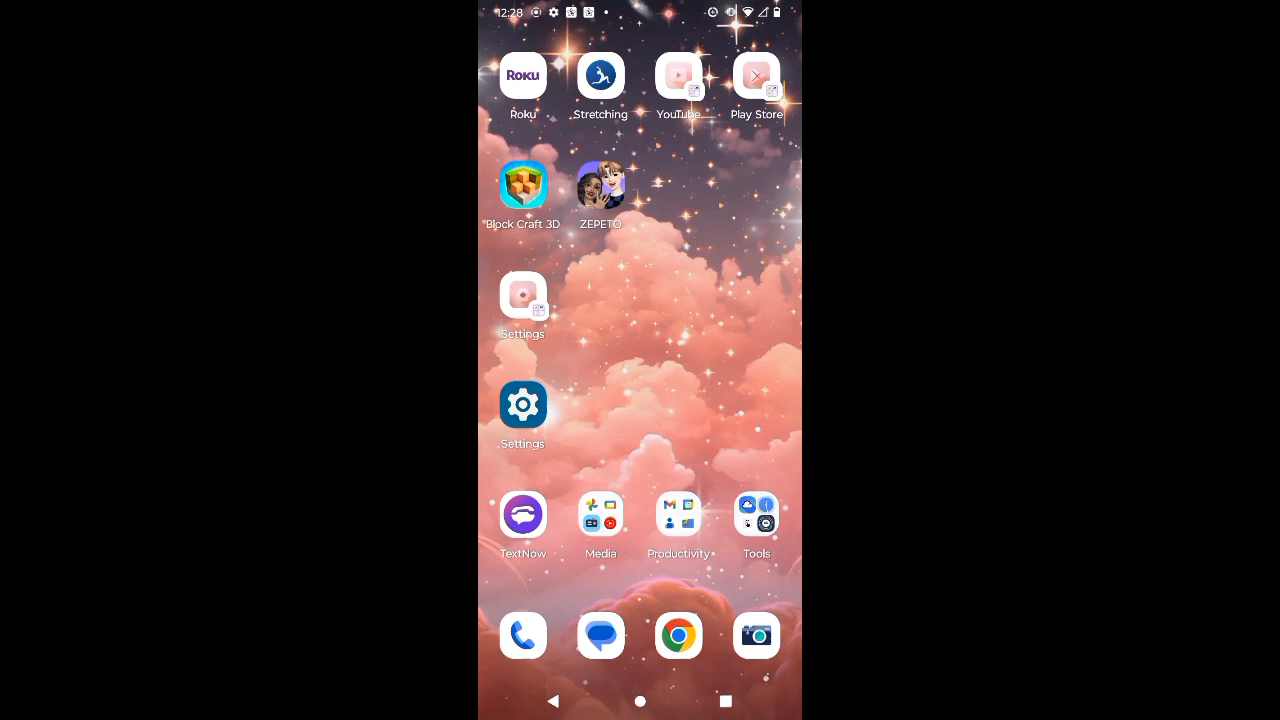 12:28
Roku
Roku
Stretching
YouTube
Play Store
Block Craft 3D
ZEPETO
Settings
Settings
TextNow
Media
Productivity
Tools